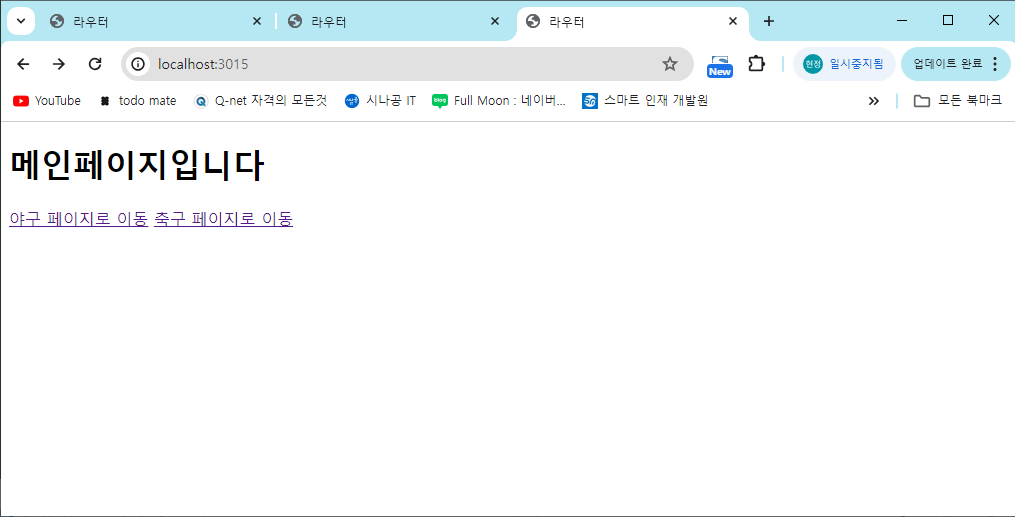 라우터 라우터 라우터
localhost:3015 New 현정 일시중지됨 업데이트 완료
YouTube todo mate Q-net 자격의 모든것 시나공 IT blog Full Moon : 네이버... 스마트 인재 개발원 모든 북마크
메인페이지입니다
야구 페이지로 이동 축구 페이지로 이동